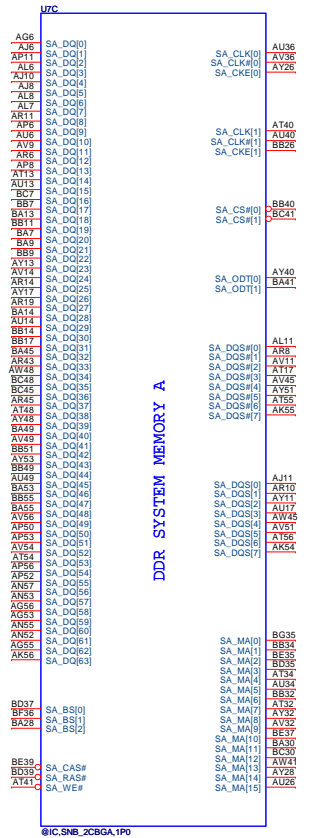 U7C
AG6 SA_DQ[0]
AJ6 SA_DQ[1]
AP11 SA_DQ[2]
AL6 SA_DQ[3]
AJ10 SA_DQ[4]
AJ8 SA_DQ[5]
AL8 SA_DQ[6]
AL7 SA_DQ[7]
AR11 SA_DQ[8]
AP6 SA_DQ[9]
AU6 SA_DQ[10]
AV9 SA_DQ[11]
AR6 SA_DQ[12]
AP8 SA_DQ[13]
AT13 SA_DQ[14]
AU13 SA_DQ[15]
BC7 SA_DQ[16]
BB7 SA_DQ[17]
BA13 SA_DQ[18]
BB11 SA_DQ[19]
BA7 SA_DQ[20]
BA9 SA_DQ[21]
BB9 SA_DQ[22]
AY13 SA_DQ[23]
AV14 SA_DQ[24]
AR14 SA_DQ[25]
AY17 SA_DQ[26]
AR19 SA_DQ[27]
BA14 SA_DQ[28]
AU14 SA_DQ[29]
BB14 SA_DQ[30]
BB17 SA_DQ[31]
BA45 SA_DQ[32]
AR43 SA_DQ[33]
AW48 SA_DQ[34]
BC48 SA_DQ[35]
BC45 SA_DQ[36]
AR45 SA_DQ[37]
AT48 SA_DQ[38]
AY48 SA_DQ[39]
BA49 SA_DQ[40]
AV49 SA_DQ[41]
BB51 SA_DQ[42]
AY53 SA_DQ[43]
BB49 SA_DQ[44]
AU49 SA_DQ[45]
BA53 SA_DQ[46]
BB55 SA_DQ[47]
BA55 SA_DQ[48]
AV56 SA_DQ[49]
AP50 SA_DQ[50]
AP53 SA_DQ[51]
AV54 SA_DQ[52]
AT54 SA_DQ[53]
AP56 SA_DQ[54]
AP52 SA_DQ[55]
AN57 SA_DQ[56]
AN53 SA_DQ[57]
AG56 SA_DQ[58]
AG53 SA_DQ[59]
AN55 SA_DQ[60]
AN52 SA_DQ[61]
AG55 SA_DQ[62]
AK56 SA_DQ[63]
BD37 SA_BS[0]
BF36 SA_BS[1]
BA28 SA_BS[2]
BE39 SA_CAS#
BD39 SA_RAS#
AT41 SA_WE#
DDR SYSTEM MEMORY A
SA_CLK[0] AU36
SA_CLK#[0] AV36
SA_CKE[0] AY26
SA_CLK[1] AT40
SA_CLK#[1] AU40
SA_CKE[1] BB26
SA_CS#[0] BB40
SA_CS#[1] BC41
SA_ODT[0] AY40
SA_ODT[1] BA41
SA_DQS#[0] AL11
SA_DQS#[1] AR8
SA_DQS#[2] AV11
SA_DQS#[3] AT17
SA_DQS#[4] AV45
SA_DQS#[5] AY51
SA_DQS#[6] AT55
SA_DQS#[7] AK55
SA_DQS[0] AJ11
SA_DQS[1] AR10
SA_DQS[2] AY11
SA_DQS[3] AU17
SA_DQS[4] AW45
SA_DQS[5] AV51
SA_DQS[6] AT56
SA_DQS[7] AK54
SA_MA[0] BG35
SA_MA[1] BB34
SA_MA[2] BE35
SA_MA[3] BD35
SA_MA[4] AT34
SA_MA[5] AU34
SA_MA[6] BB32
SA_MA[7] AT32
SA_MA[8] AY32
SA_MA[9] AV32
SA_MA[10] BE37
SA_MA[11] BA30
SA_MA[12] BC30
SA_MA[13] AW41
SA_MA[14] AY28
SA_MA[15] AU26
@IC,SNB_2CBGA,1P0